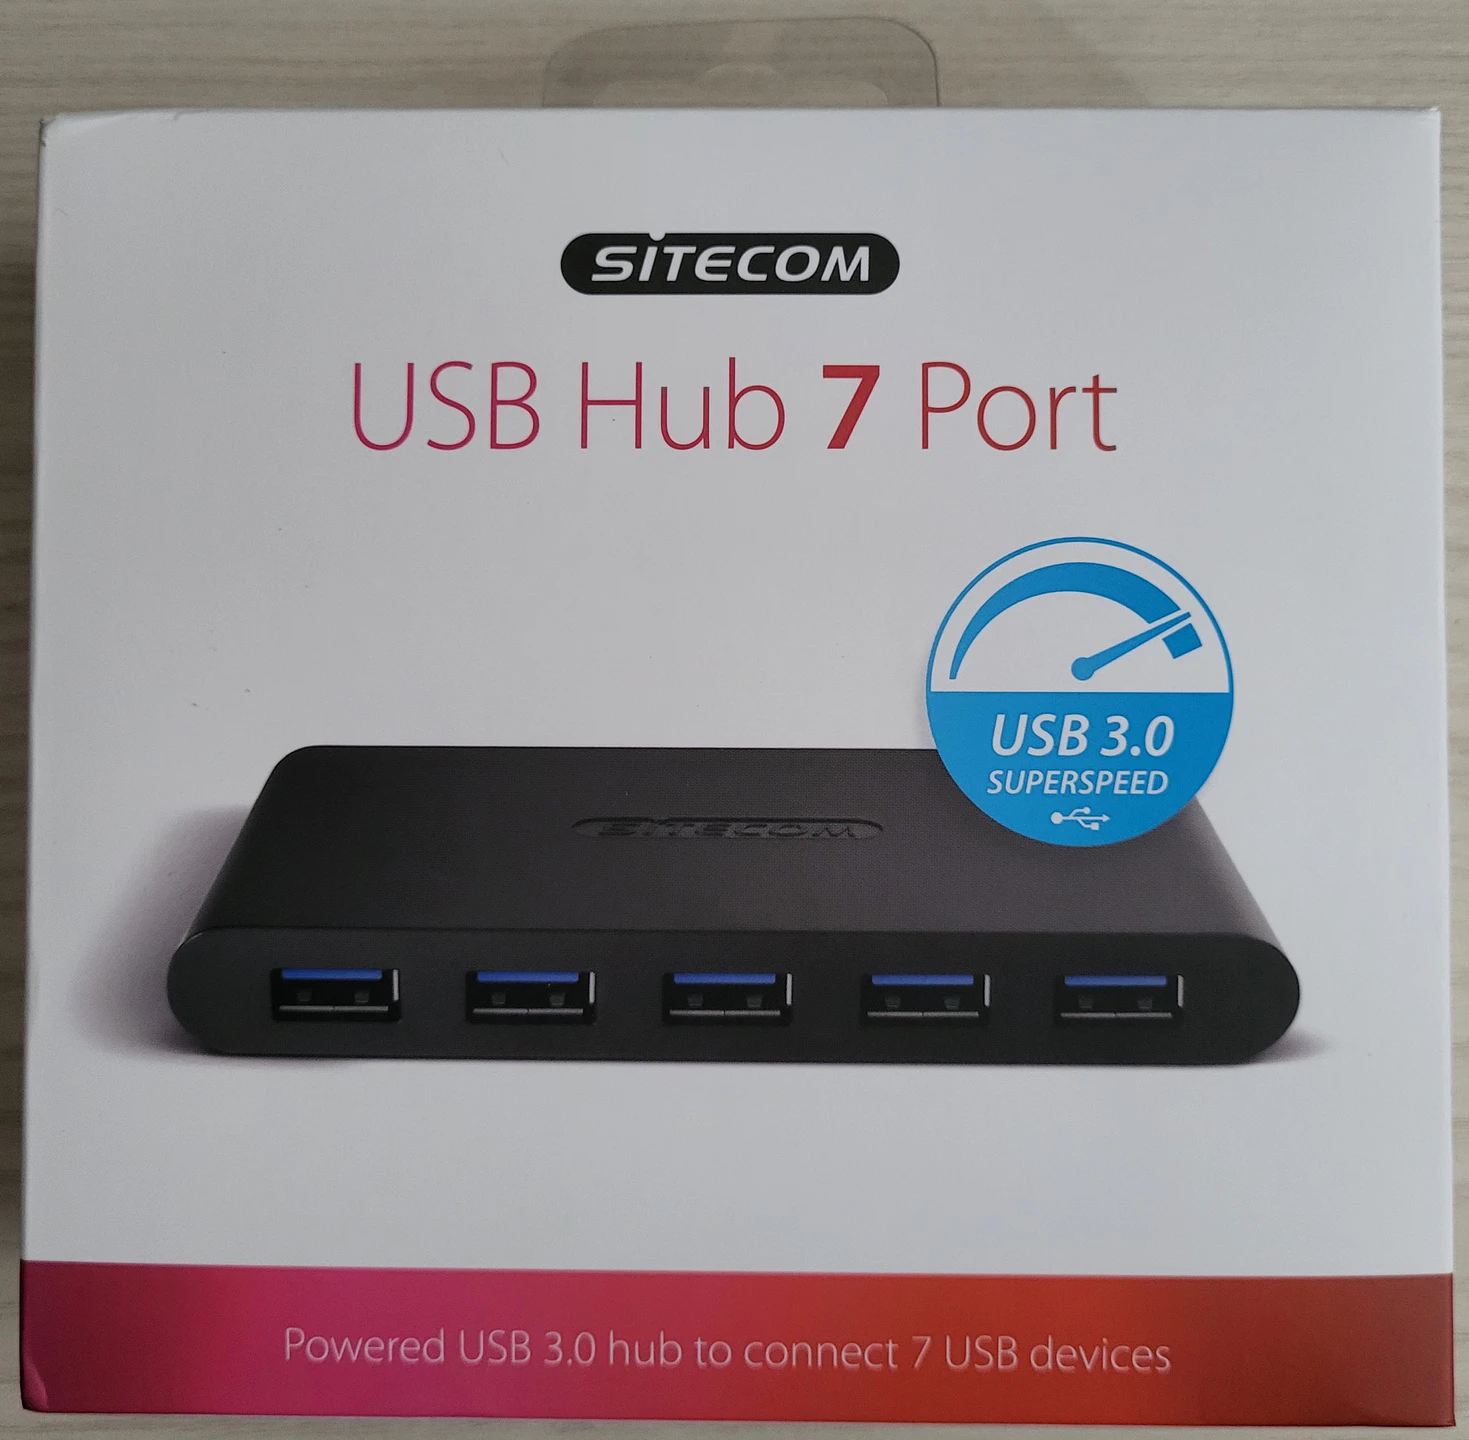 SITECOM
USB Hub 7 Port
USB 3.0
SUPERSPEED
SITECOM
Powered USB 3.0 hub to connect 7 USB devices